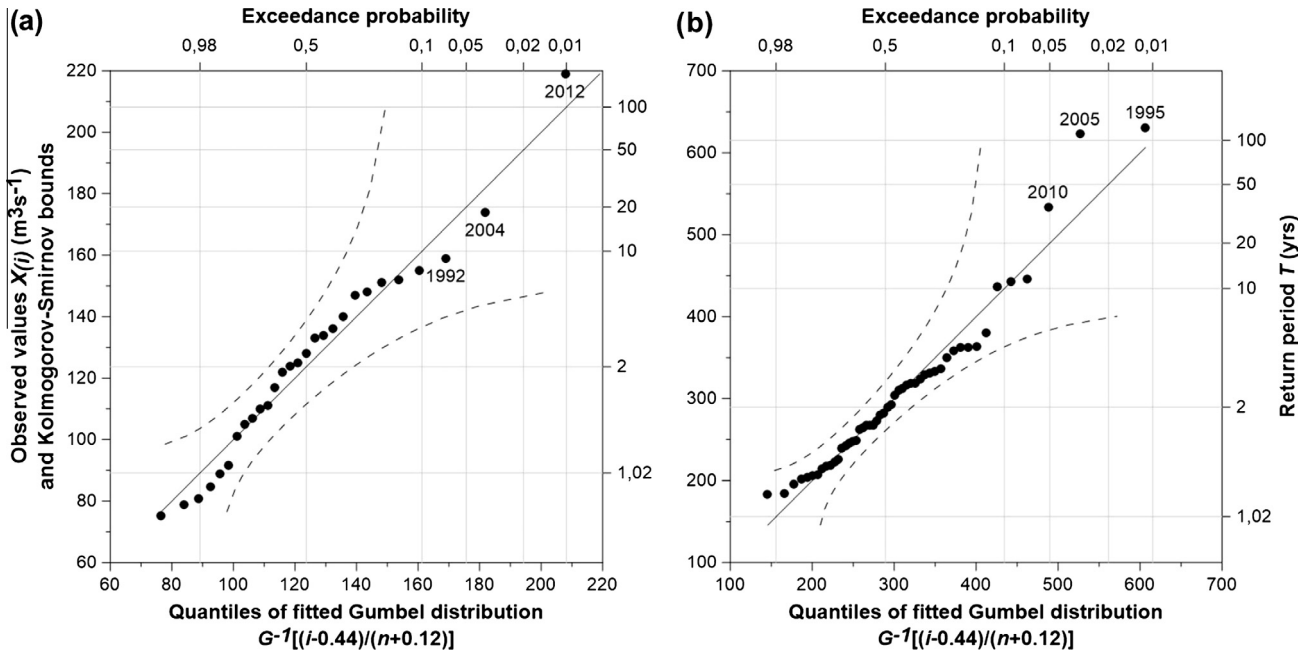 (a)
Exceedance probability
0,98 0,5 0,1 0,05 0,02 0,01
Observed values X(i) (m³s⁻¹)
and Kolmogorov-Smirnov bounds
220
200
180
160
140
120
100
80
60
2012
2004
1992
100
50
20
10
2
1,02
60 80 100 120 140 160 180 200 220
Quantiles of fitted Gumbel distribution
G⁻¹[(i-0.44)/(n+0.12)]
(b)
Exceedance probability
0,98 0,5 0,1 0,05 0,02 0,01
700
600
500
400
300
200
100
2005 1995
2010
100
50
20
10
2
1,02
Return period T (yrs)
100 200 300 400 500 600 700
Quantiles of fitted Gumbel distribution
G⁻¹[(i-0.44)/(n+0.12)]